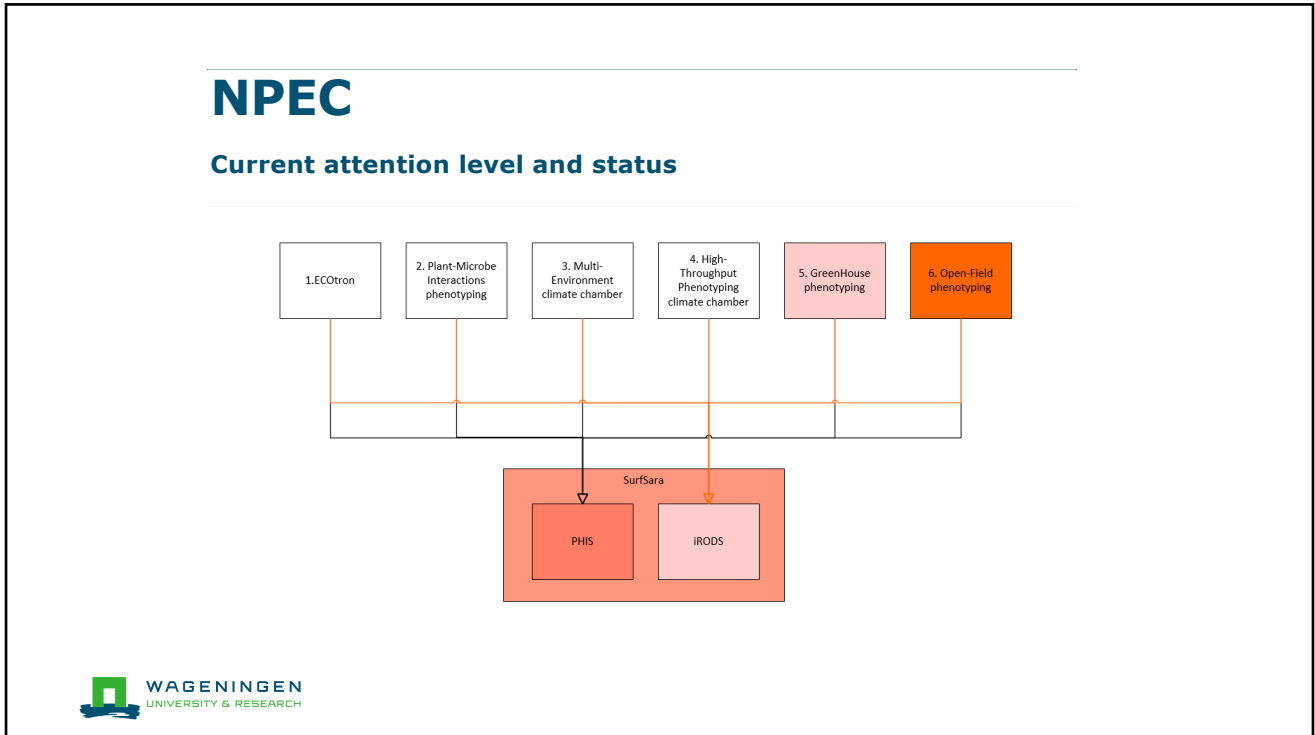 NPEC
Current attention level and status
1.ECOtron
2. Plant-Microbe
Interactions
phenotyping
3. Multi-
Environment
climate chamber
4. High-
Throughput
Phenotyping
climate chamber
5. GreenHouse
phenotyping
6. Open-Field
phenotyping
SurfSara
PHIS
iRODS
WAGENINGEN
UNIVERSITY & RESEARCH